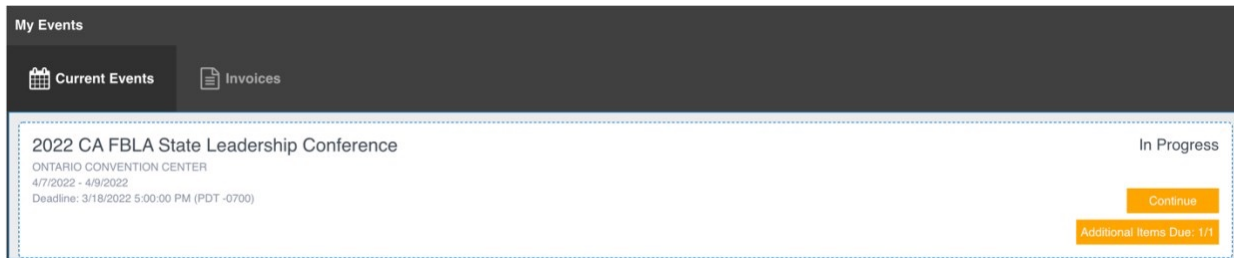 My Events
Current Events
Invoices
2022 CA FBLA State Leadership Conference
In Progress
ONTARIO CONVENTION CENTER
4/7/2022 - 4/9/2022
Deadline: 3/18/2022 5:00:00 PM (PDT -0700)
Continue
Additional Items Due: 1/1